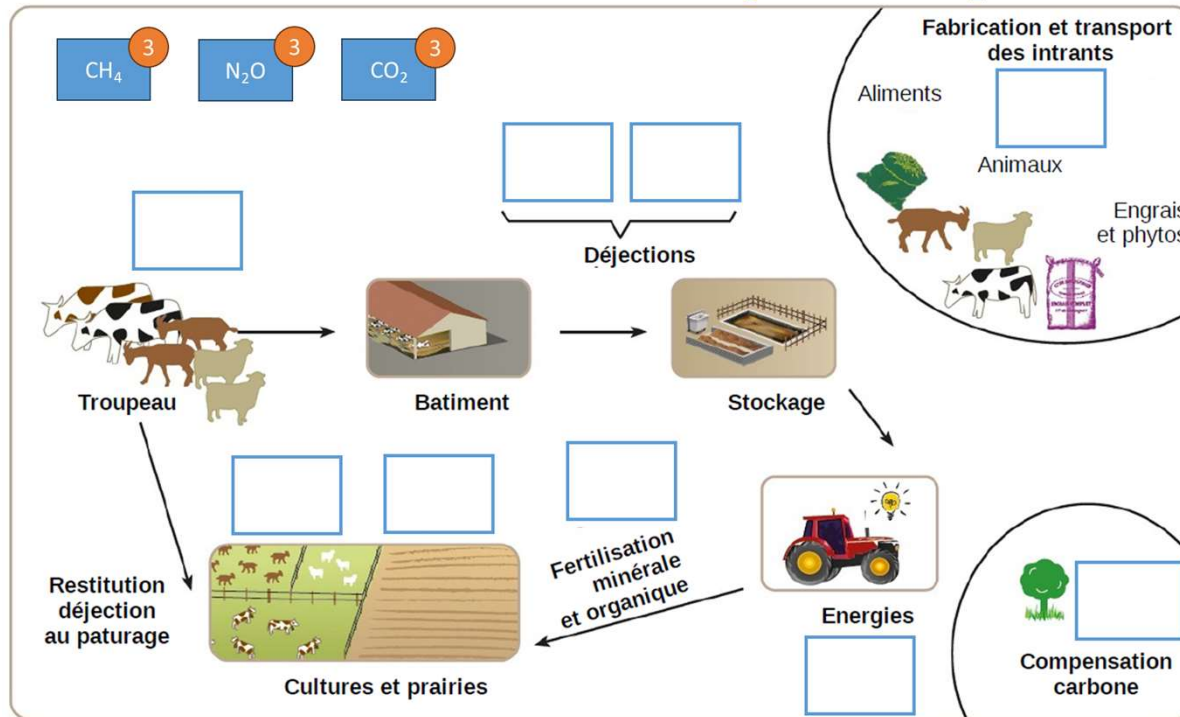 CH₄
3
N₂O
3
CO₂
3
Fabrication et transport
des intrants
Aliments
Animaux
Engrais
et phytos
Déjections
Troupeau
Batiment
Stockage
Restitution
déjection
au paturage
Fertilisation
minérale
et organique
Energies
Cultures et prairies
Compensation
carbone